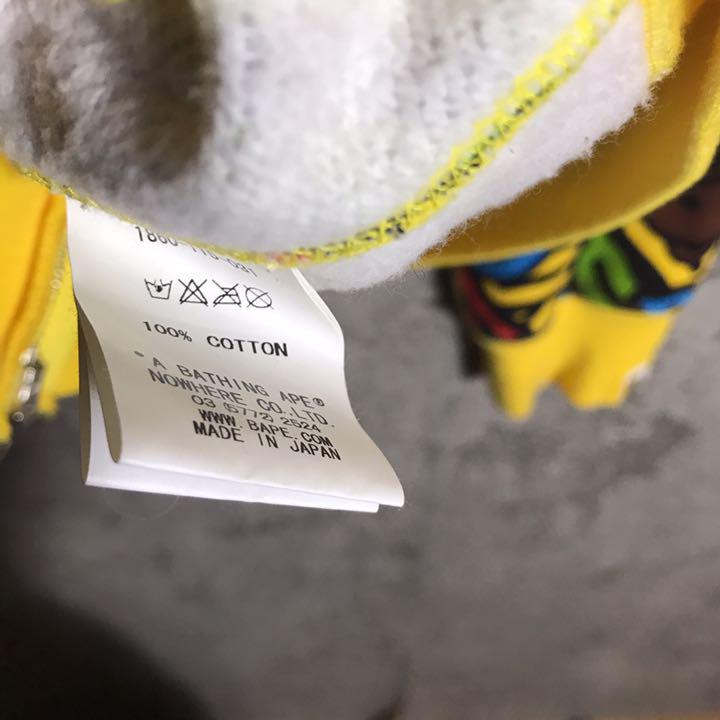 100% COTTON
A BATHING APE®
NOWHERE CO.,LTD.
03 (5772) 2524
WWW.BAPE.COM
MADE IN JAPAN